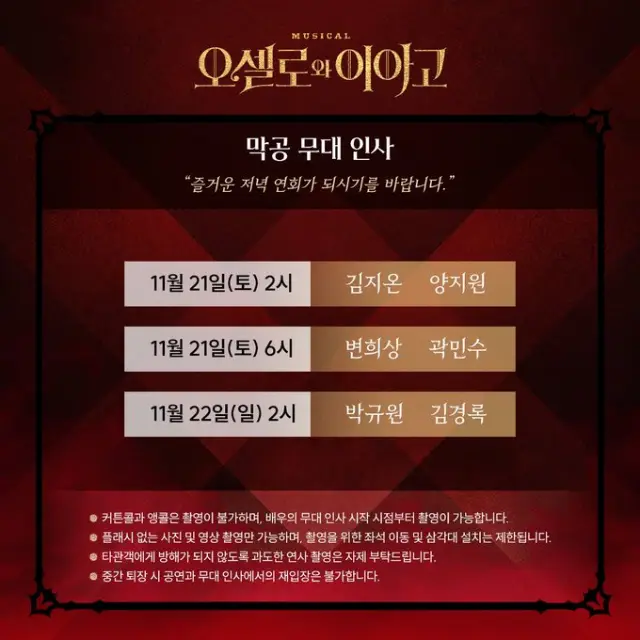 MUSICAL
오셀로와 이아고
막공 무대 인사
“즐거운 저녁 연회가 되시기를 바랍니다.”
11월 21일(토) 2시 김지온 양지원
11월 21일(토) 6시 변희상 곽민수
11월 22일(일) 2시 박규원 김경록
커튼콜과 앵콜은 촬영이 불가하며, 배우의 무대 인사 시작 시점부터 촬영이 가능합니다.
플래시 없는 사진 및 영상 촬영만 가능하며, 촬영을 위한 좌석 이동 및 삼각대 설치는 제한됩니다.
타관객에게 방해가 되지 않도록 과도한 연사 촬영은 자제 부탁드립니다.
중간 퇴장 시 공연과 무대 인사에서의 재입장은 불가합니다.